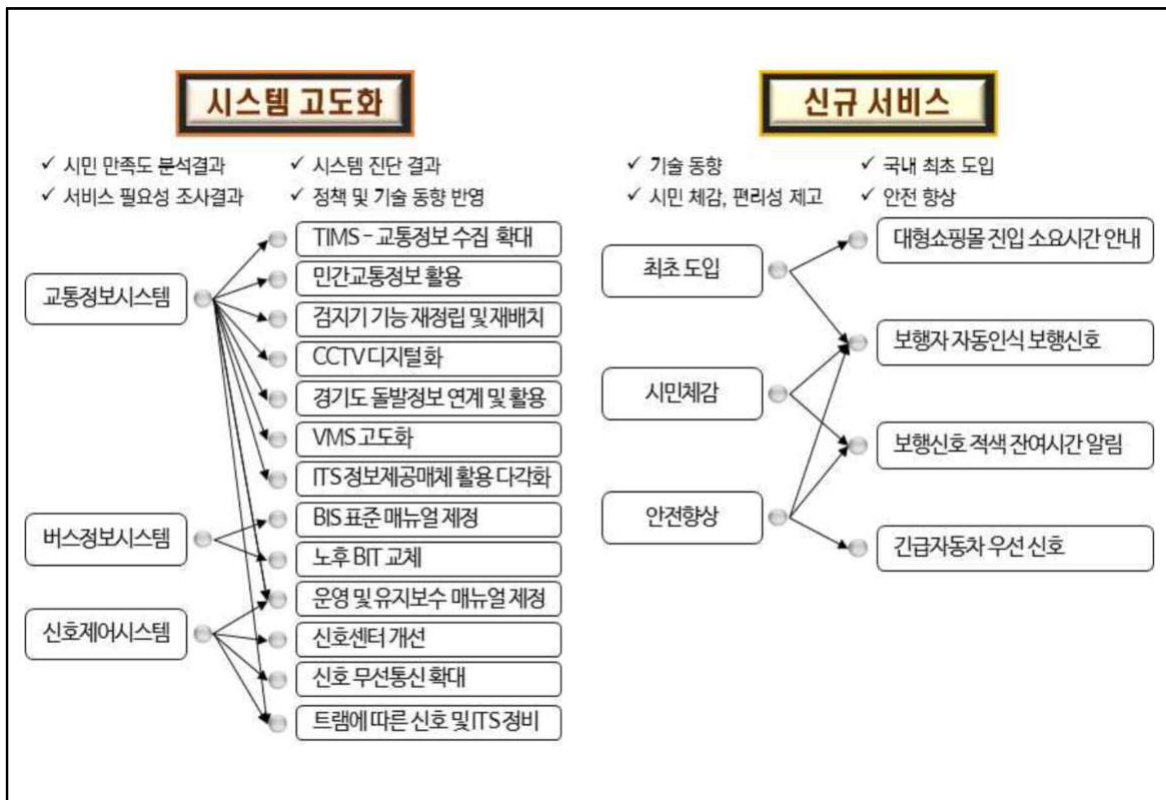 시스템 고도화
✓ 시민 만족도 분석결과
✓ 시스템 진단 결과
✓ 서비스 필요성 조사결과
✓ 정책 및 기술 동향 반영
교통정보시스템
버스정보시스템
신호제어시스템
TIMS - 교통정보 수집 확대
민간교통정보 활용
검지기 기능 재정립 및 재배치
CCTV 디지털화
경기도 돌발정보 연계 및 활용
VMS 고도화
ITS 정보제공매체 활용 다각화
BIS 표준 매뉴얼 제정
노후 BIT 교체
운영 및 유지보수 매뉴얼 제정
신호센터 개선
신호 무선통신 확대
트램에 따른 신호 및 ITS 정비
신규 서비스
✓ 기술 동향
✓ 국내 최초 도입
✓ 시민 체감, 편리성 제고
✓ 안전 향상
최초 도입
시민체감
안전향상
대형쇼핑몰 진입 소요시간 안내
보행자 자동인식 보행신호
보행신호 적색 잔여시간 알림
긴급자동차 우선 신호